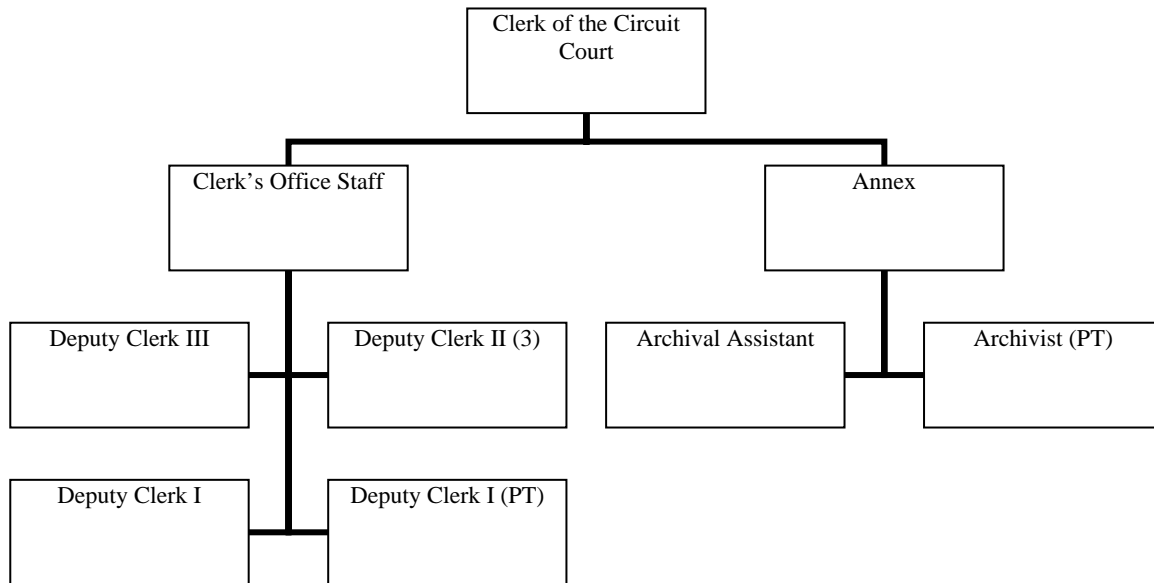 Clerk of the Circuit
Court
Clerk’s Office Staff
Annex
Deputy Clerk III
Deputy Clerk II (3)
Archival Assistant
Archivist (PT)
Deputy Clerk I
Deputy Clerk I (PT)